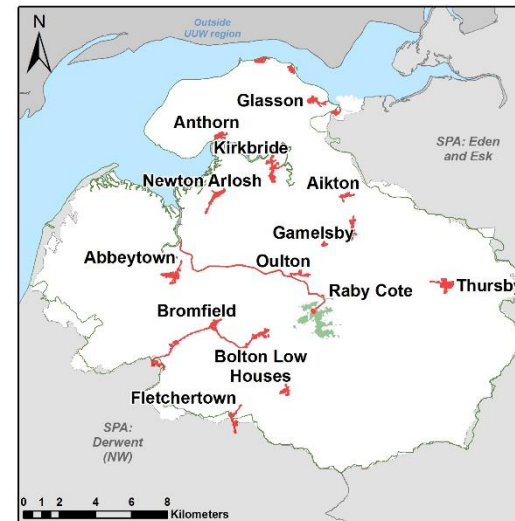 Outside
UUW region
N
Glasson
Anthorn
Kirkbride
SPA: Eden
and Esk
Newton Arlosh
Aikton
Gamelsby
Abbeytown
Oulton
Raby Cote
Thursby
Bromfield
Bolton Low
Houses
Fletchertown
SPA:
Derwent
(NW)
0 1 2 4 6 8
Kilometers